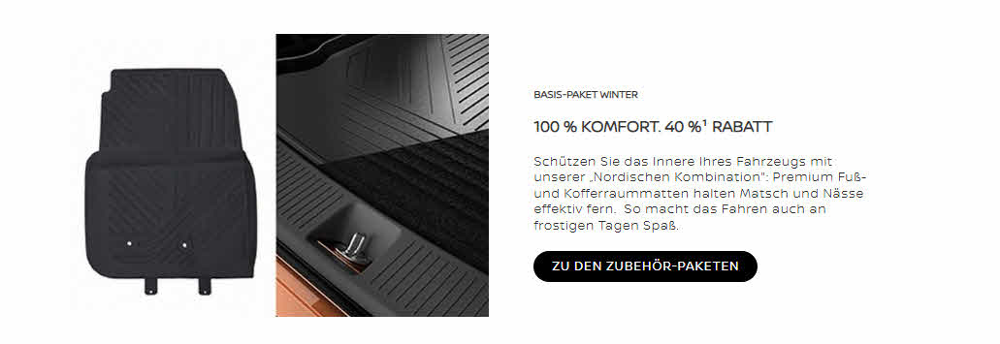 BASIS-PAKET WINTER
100 % KOMFORT. 40 %¹ RABATT
Schützen Sie das Innere Ihres Fahrzeugs mit
unserer „Nordischen Kombination“: Premium Fuß-
und Kofferraummatten halten Matsch und Nässe
effektiv fern. So macht das Fahren auch an
frostigen Tagen Spaß.
ZU DEN ZUBEHÖR-PAKETEN